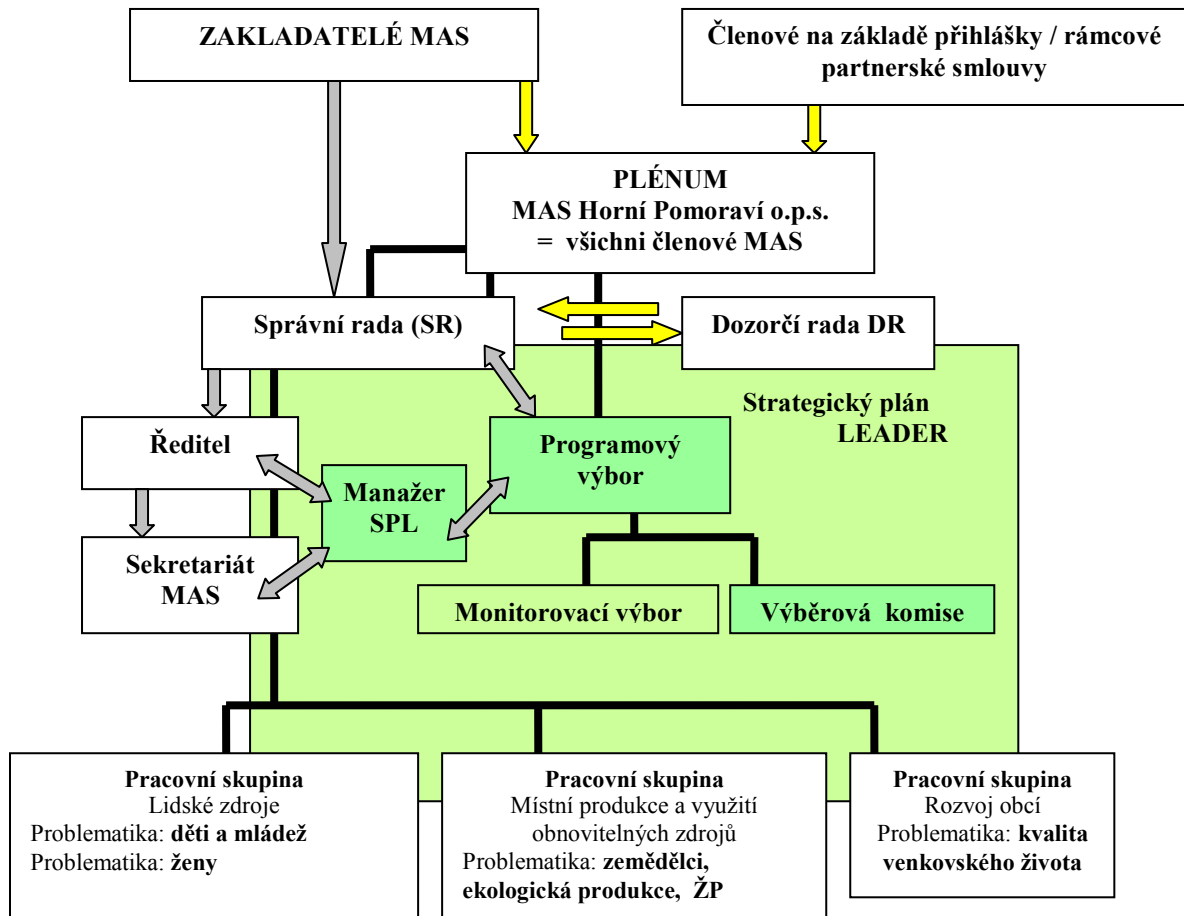 ZAKLADATELÉ MAS
Členové na základě přihlášky / rámcové
partnerské smlouvy
PLÉNUM
MAS Horní Pomoraví o.p.s.
= všichni členové MAS
Správní rada (SR)
Dozorčí rada DR
Strategický plán
LEADER
Ředitel
Programový
výbor
Manažer
SPL
Sekretariát
MAS
Monitorovací výbor
Výběrová komise
Pracovní skupina
Lidské zdroje
Problematika: děti a mládež
Problematika: ženy
Pracovní skupina
Místní produkce a využití
obnovitelných zdrojů
Problematika: zemědělci,
ekologická produkce, ŽP
Pracovní skupina
Rozvoj obcí
Problematika: kvalita
venkovského života